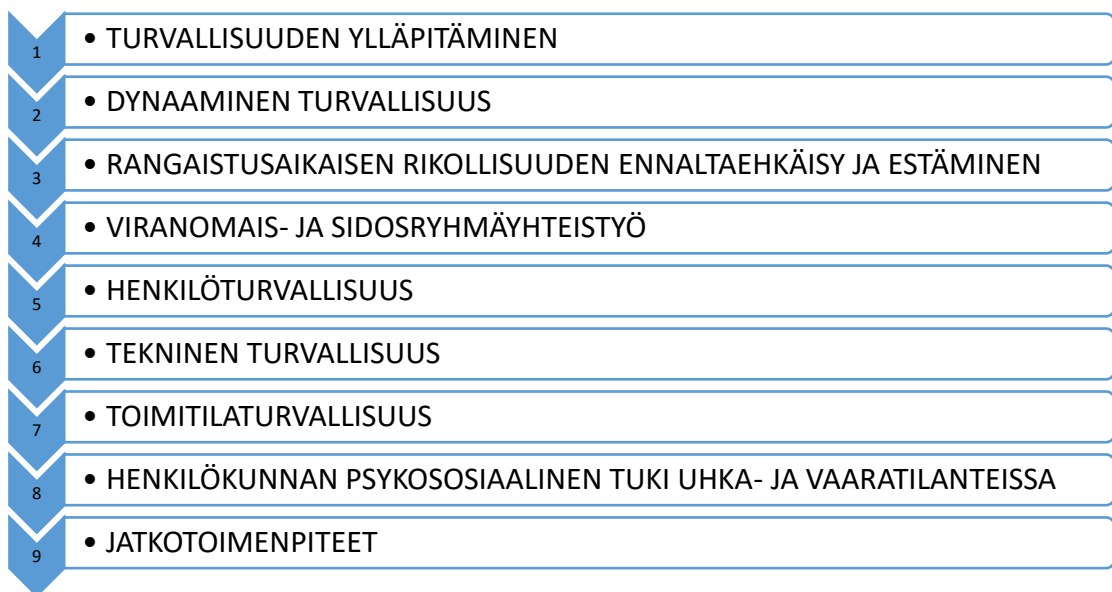 1 • TURVALLISUUDEN YLLÄPITÄMINEN
2 • DYNAAMINEN TURVALLISUUS
3 • RANGAISTUSAIKAISEN RIKOLLISUUDEN ENNALTAEHKÄISY JA ESTÄMINEN
4 • VIRANOMAIS- JA SIDOSRYHMÄYHTEISTYÖ
5 • HENKILÖTURVALLISUUS
6 • TEKNINEN TURVALLISUUS
7 • TOIMITILATURVALLISUUS
8 • HENKILÖKUNNAN PSYKOSOSIAALINEN TUKI UHKA- JA VAARATILANTEISSA
9 • JATKOTOIMENPITEET